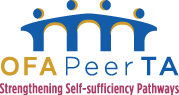 OFA PeerTA
Strengthening Self-sufficiency Pathways